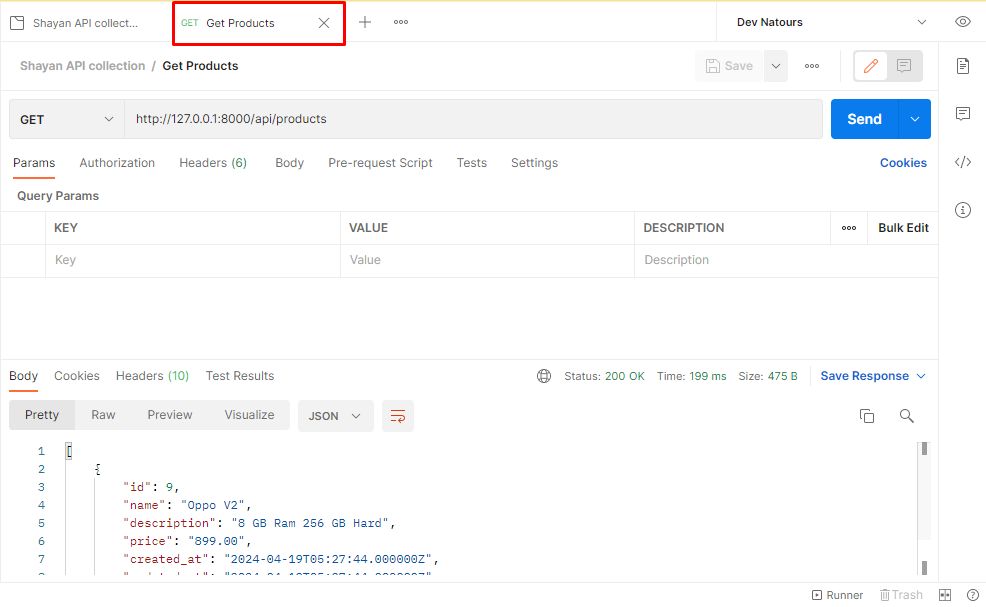 Shayan API collect...
GET Get Products
Dev Natours
Shayan API collection / Get Products
Save
GET http://127.0.0.1:8000/api/products
Send
Params Authorization Headers (6) Body Pre-request Script Tests Settings Cookies
Query Params
KEY VALUE DESCRIPTION Bulk Edit
Key Value Description
Body Cookies Headers (10) Test Results Status: 200 OK Time: 199 ms Size: 475 B Save Response
Pretty Raw Preview Visualize JSON
1 [
2 {
3 "id": 9,
4 "name": "Oppo V2",
5 "description": "8 GB Ram 256 GB Hard",
6 "price": "899.00",
7 "created_at": "2024-04-19T05:27:44.000000Z",
Runner Trash